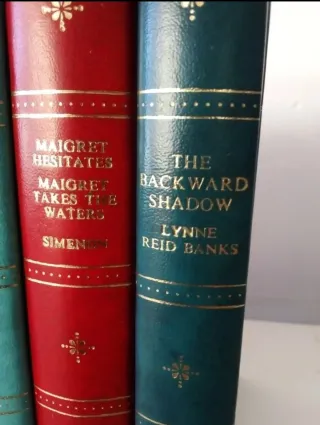 MAIGRET
HESITATES
MAIGRET
TAKES THE
WATERS
SIMENON
THE
BACKWARD
SHADOW
LYNNE
REID BANKS